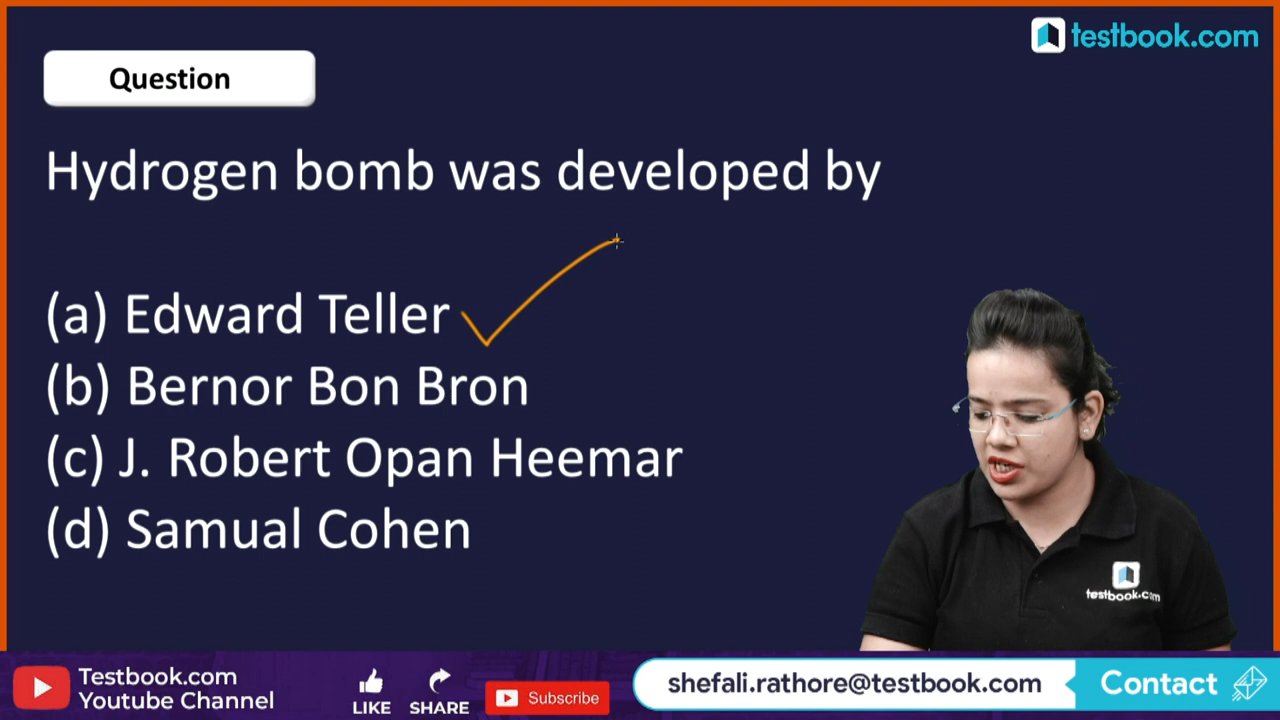 testbook.com
Question
Hydrogen bomb was developed by
(a) Edward Teller
(b) Bernor Bon Bron
(c) J. Robert Opan Heemar
(d) Samual Cohen
testbook.com
Testbook.com
Youtube Channel
LIKE
SHARE
Subscribe
shefali.rathore@testbook.com
Contact